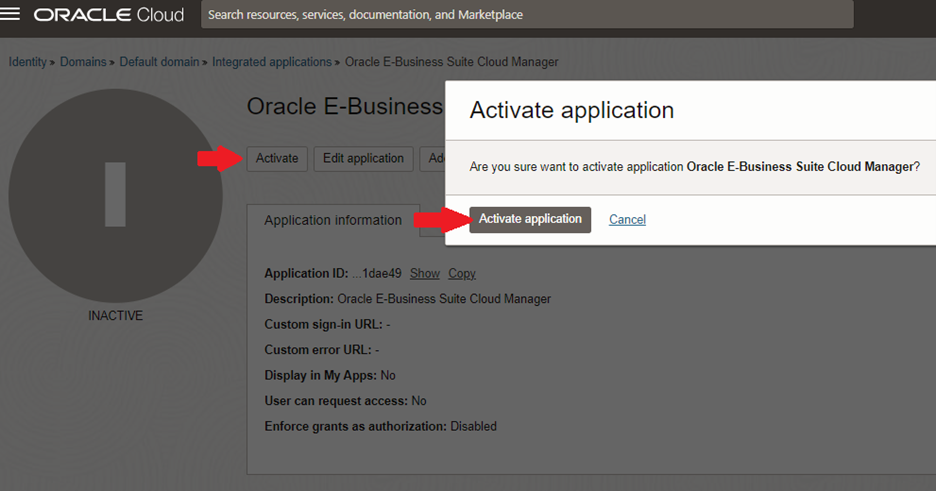 ORACLE Cloud
Search resources, services, documentation, and Marketplace
Identity » Domains » Default domain » Integrated applications » Oracle E-Business Suite Cloud Manager
Oracle E-Business
Activate
Edit application
Activate application
Are you sure want to activate application Oracle E-Business Suite Cloud Manager?
Activate application
Cancel
Application information
Application ID: ...1dae49 Show Copy
Description: Oracle E-Business Suite Cloud Manager
Custom sign-in URL: -
Custom error URL: -
Display in My Apps: No
User can request access: No
Enforce grants as authorization: Disabled
I
INACTIVE